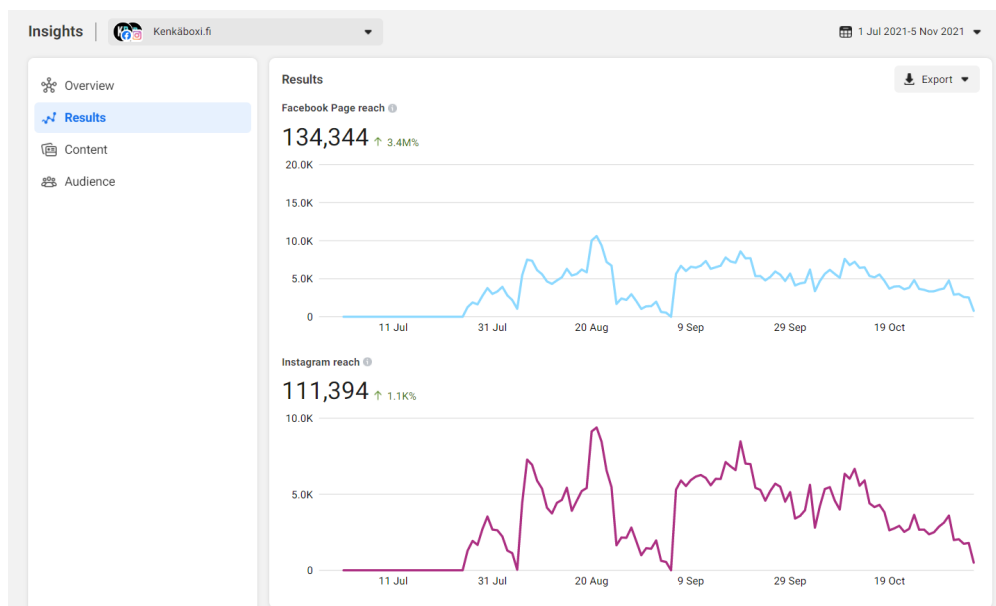 Insights
Kenkäboxi.fi
1 Jul 2021-5 Nov 2021
Overview
Results
Content
Audience
Results
Export
Facebook Page reach
134,344 ↑ 3.4M%
20.0K
15.0K
10.0K
5.0K
0
11 Jul 31 Jul 20 Aug 9 Sep 29 Sep 19 Oct
Instagram reach
111,394 ↑ 1.1K%
10.0K
5.0K
0
11 Jul 31 Jul 20 Aug 9 Sep 29 Sep 19 Oct